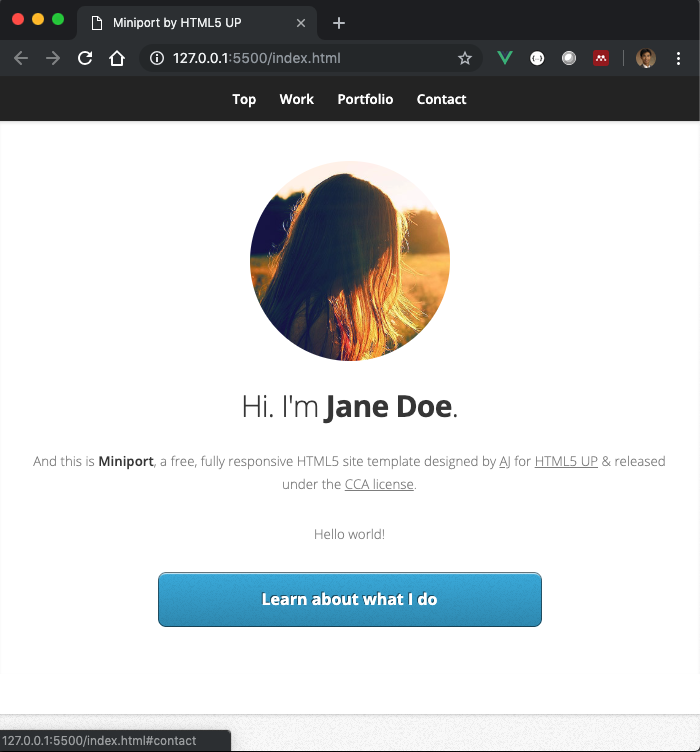 Miniport by HTML5 UP
127.0.0.1:5500/index.html
Top Work Portfolio Contact
Hi. I'm Jane Doe.
And this is Miniport, a free, fully responsive HTML5 site template designed by AJ for HTML5 UP & released
under the CCA license.
Hello world!
Learn about what I do
127.0.0.1:5500/index.html#contact